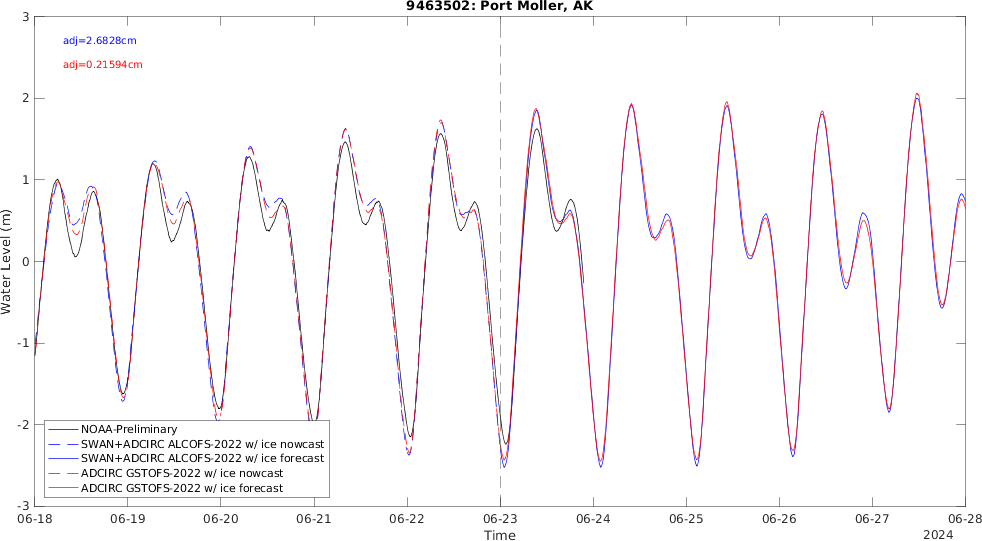 9463502: Port Moller, AK
adj=2.6828cm
adj=0.21594cm
Water Level (m)
3
2
1
0
-1
-2
-3
NOAA-Preliminary
SWAN+ADCIRC ALCOFS-2022 w/ ice nowcast
SWAN+ADCIRC ALCOFS-2022 w/ ice forecast
ADCIRC GSTOFS-2022 w/ ice nowcast
ADCIRC GSTOFS-2022 w/ ice forecast
06-18 06-19 06-20 06-21 06-22 06-23 06-24 06-25 06-26 06-27 06-28
Time
2024